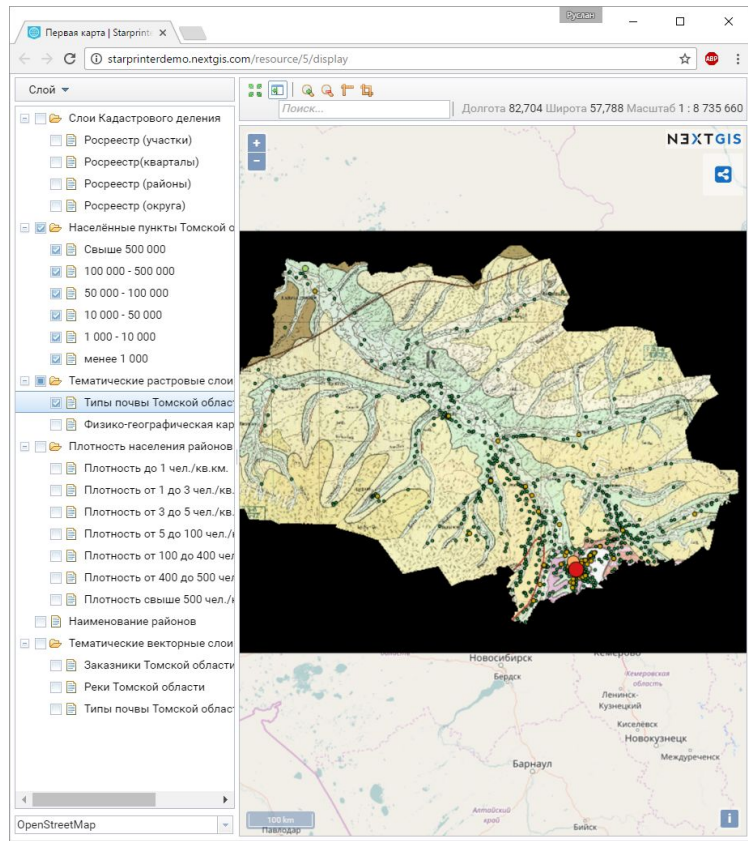 Руслан
Первая карта | Starprinte
starprinterdemo.nextgis.com/resource/5/display
ABP
Слой
Поиск...
Долгота 82,704 Широта 57,788 Масштаб 1 : 8 735 660
Слои Кадастрового деления
Росреестр (участки)
Росреестр(кварталы)
Росреестр (районы)
Росреестр (округа)
Населённые пункты Томской о
Свыше 500 000
100 000 - 500 000
50 000 - 100 000
10 000 - 50 000
1 000 - 10 000
менее 1 000
Тематические растровые слои
Типы почвы Томской облас
Физико-географическая кар
Плотность населения районов
Плотность до 1 чел./кв.км.
Плотность от 1 до 3 чел./кв.
Плотность от 3 до 5 чел./к
Плотность от 5 до 100 чел./
Плотность от 100 до 400 чел
Плотность от 400 до 500 чел
Плотность свыше 500 чел./к
Наименование районов
Тематические векторные слои
Заказники Томской области
Реки Томской области
Типы почвы Томской облас
OpenStreetMap
+
NEXTGIS
–
К
Новосибирск
Кемерово
Бердск
Кемеровская
область
Ленинск-
Кузнецкий
Киселёвск
Новокузнецк
Междуреченск
Барнаул
Алтайский
край
Бийск
100 km
Павлодар
i